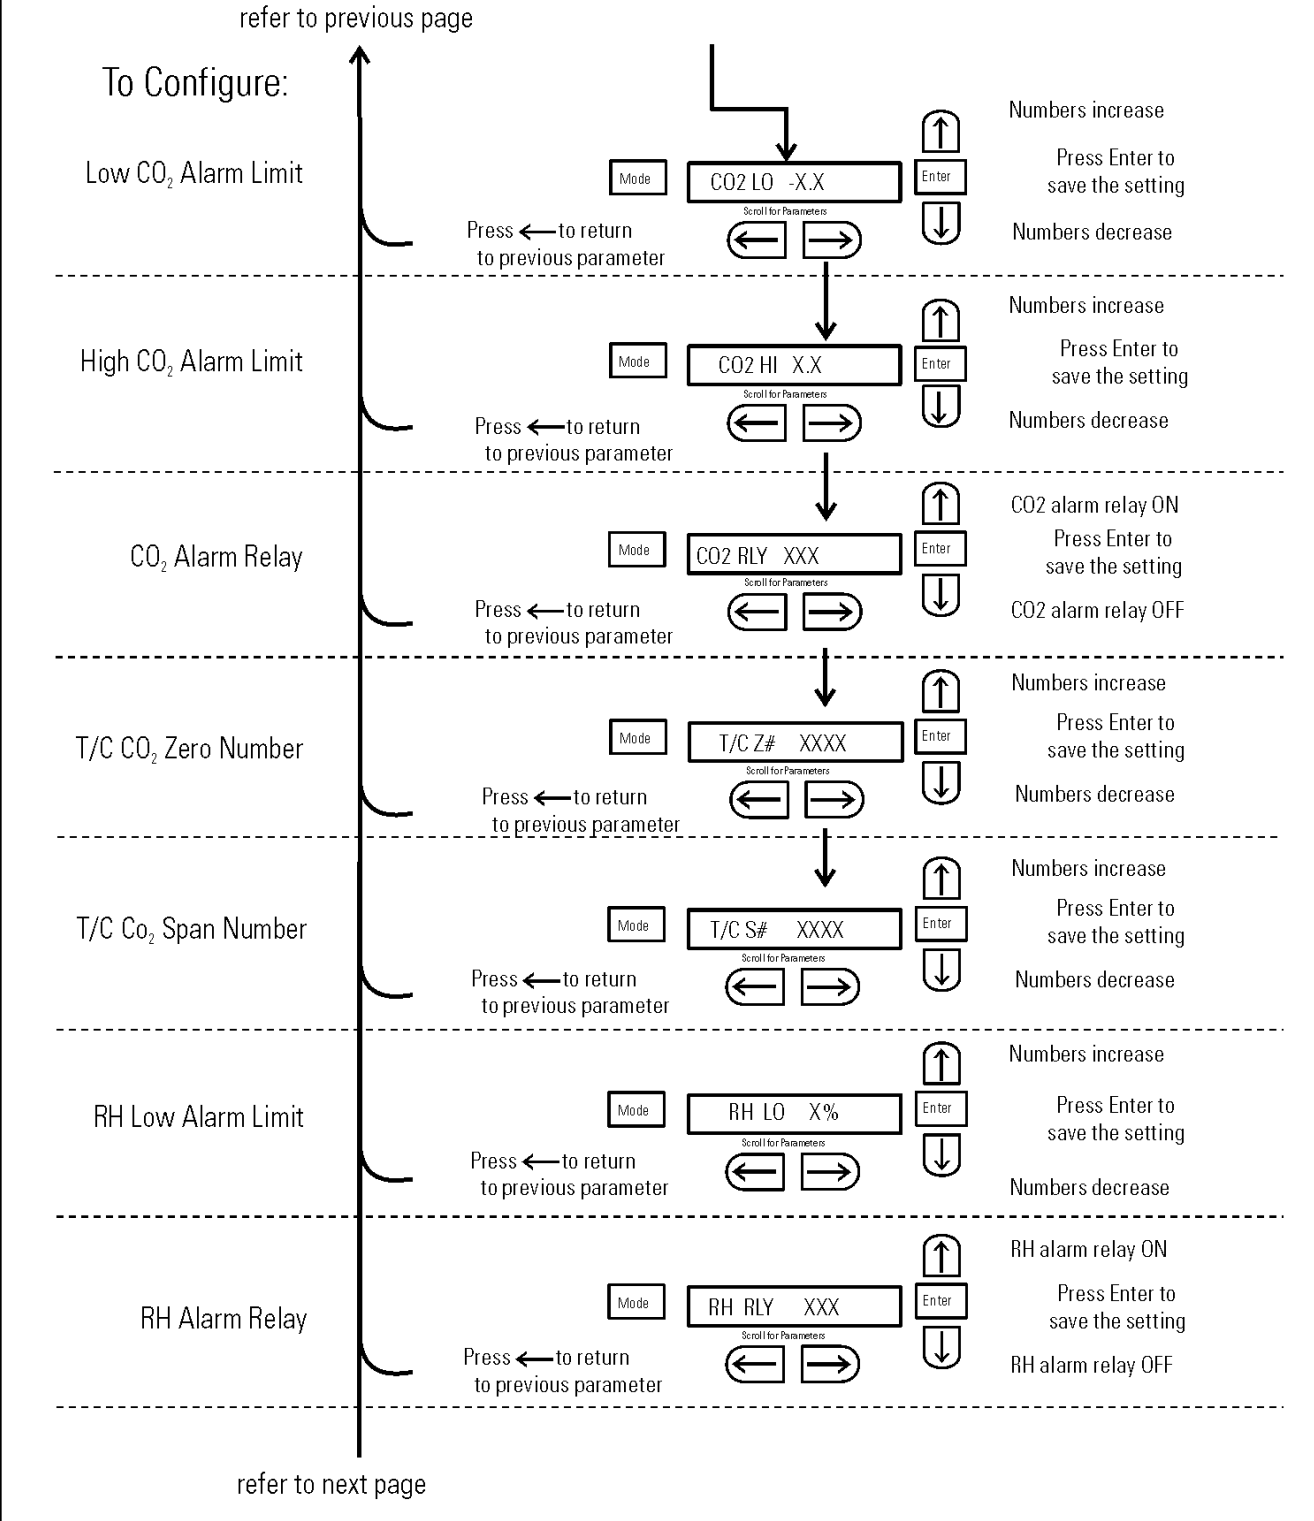 refer to previous page
To Configure:
Numbers increase
Low CO₂ Alarm Limit
Mode
CO2 LO -X.X
Enter
Press Enter to
save the setting
Scroll for Parameters
Press ← to return
to previous parameter
← →
Numbers decrease
Numbers increase
High CO₂ Alarm Limit
Mode
CO2 HI X.X
Enter
Press Enter to
save the setting
Scroll for Parameters
Press ← to return
to previous parameter
← →
Numbers decrease
CO2 alarm relay ON
CO₂ Alarm Relay
Mode
CO2 RLY XXX
Enter
Press Enter to
save the setting
Scroll for Parameters
Press ← to return
to previous parameter
← →
CO2 alarm relay OFF
Numbers increase
T/C CO₂ Zero Number
Mode
T/C Z# XXXX
Enter
Press Enter to
save the setting
Scroll for Parameters
Press ← to return
to previous parameter
← →
Numbers decrease
Numbers increase
T/C Co₂ Span Number
Mode
T/C S# XXXX
Enter
Press Enter to
save the setting
Scroll for Parameters
Press ← to return
to previous parameter
← →
Numbers decrease
Numbers increase
RH Low Alarm Limit
Mode
RH LO X%
Enter
Press Enter to
save the setting
Scroll for Parameters
Press ← to return
to previous parameter
← →
Numbers decrease
RH alarm relay ON
RH Alarm Relay
Mode
RH RLY XXX
Enter
Press Enter to
save the setting
Scroll for Parameters
Press ← to return
to previous parameter
← →
RH alarm relay OFF
refer to next page